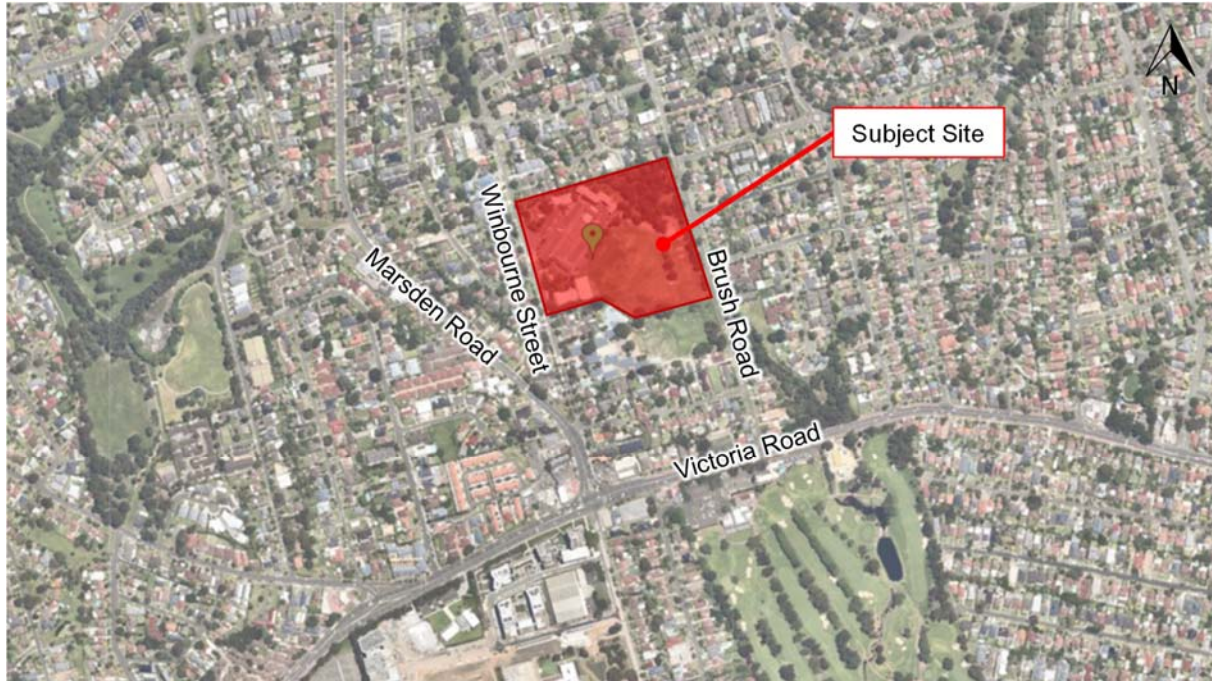 N
Subject Site
Winbourne Street
Marsden Road
Brush Road
Victoria Road